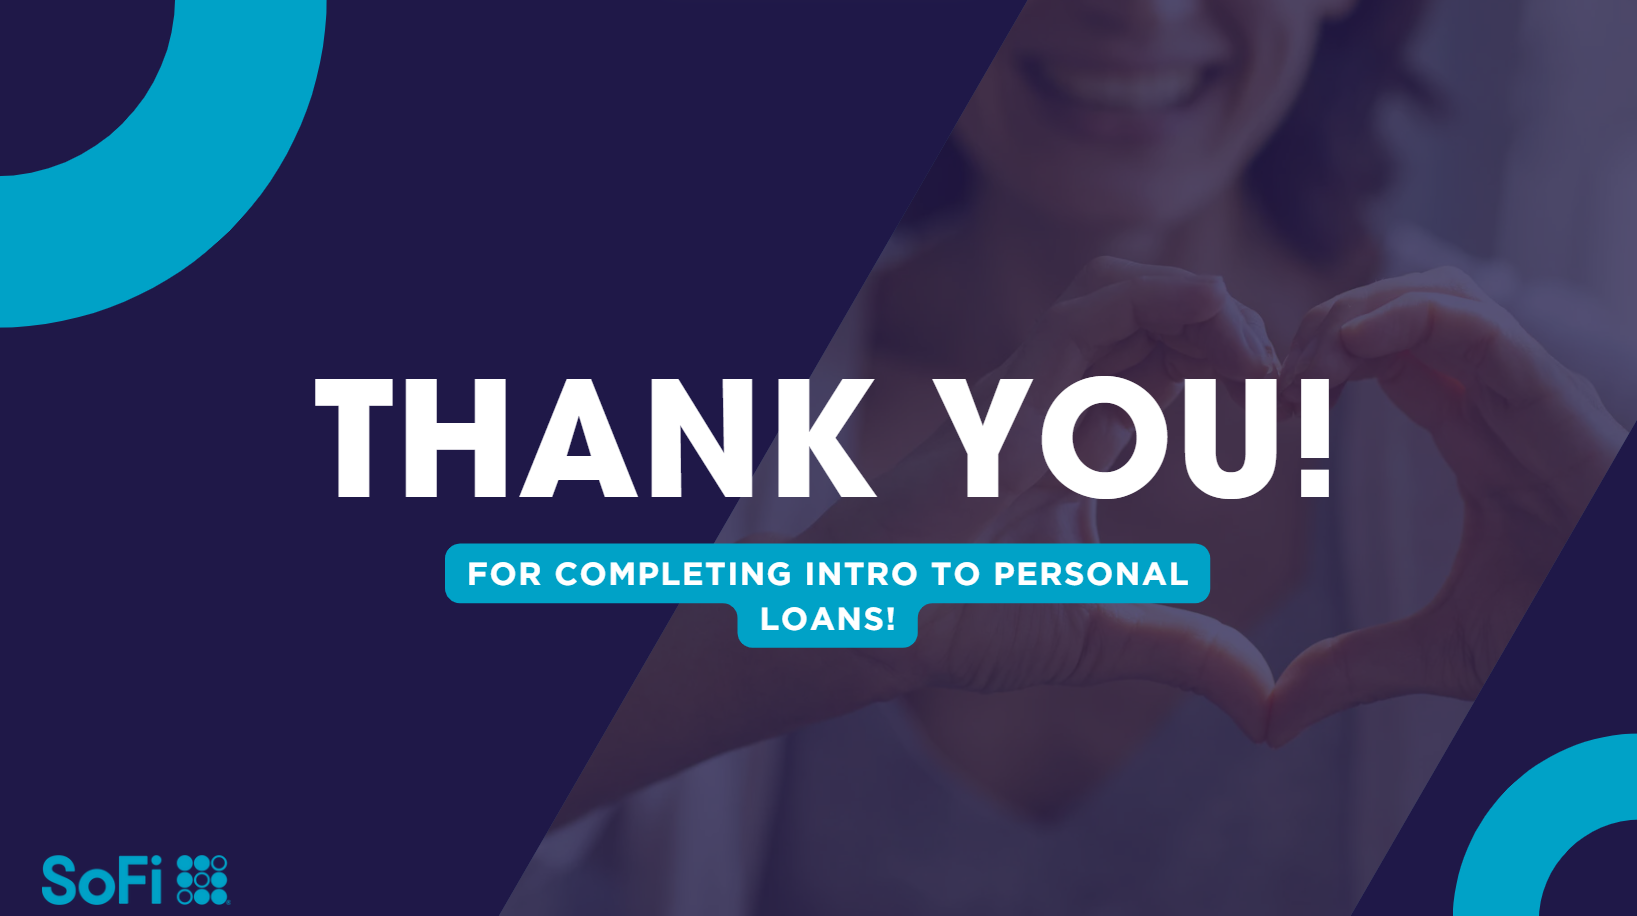 THANK YOU!
FOR COMPLETING INTRO TO PERSONAL
LOANS!
SoFi